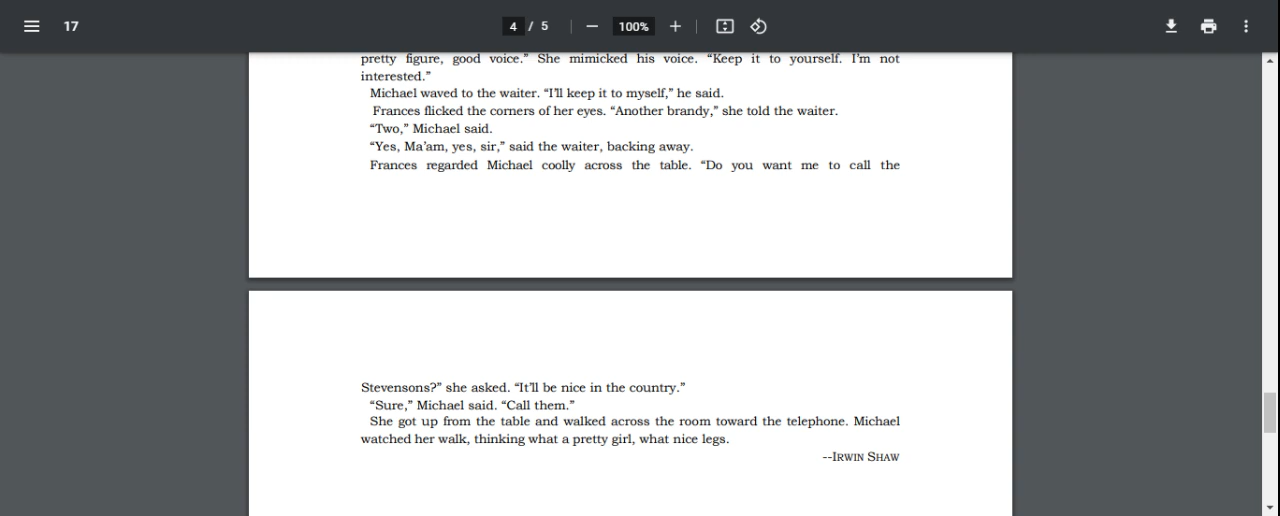 17
4 / 5
100%
pretty figure, good voice.” She mimicked his voice. “Keep it to yourself. I’m not
interested.”
Michael waved to the waiter. “I’ll keep it to myself,” he said.
Frances flicked the corners of her eyes. “Another brandy,” she told the waiter.
“Two,” Michael said.
“Yes, Ma’am, yes, sir,” said the waiter, backing away.
Frances regarded Michael coolly across the table. “Do you want me to call the
Stevensons?” she asked. “It’ll be nice in the country.”
“Sure,” Michael said. “Call them.”
She got up from the table and walked across the room toward the telephone. Michael
watched her walk, thinking what a pretty girl, what nice legs.
--IRWIN SHAW